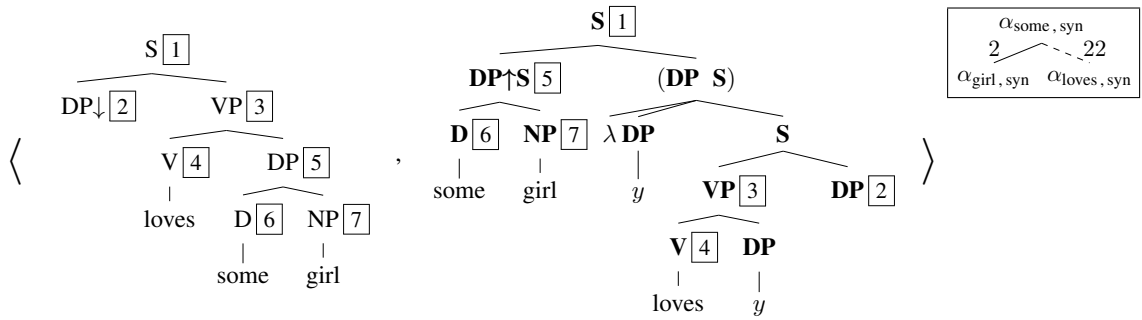 S 1
DP↓ 2 VP 3
V 4 DP 5
loves D 6 NP 7
some girl
⟨ , ⟩
S 1
DP↑S 5 (DP S)
D 6 NP 7 λ DP S
some girl y VP 3 DP 2
V 4 DP
loves y
α_some, syn
2 22
α_girl, syn α_loves, syn